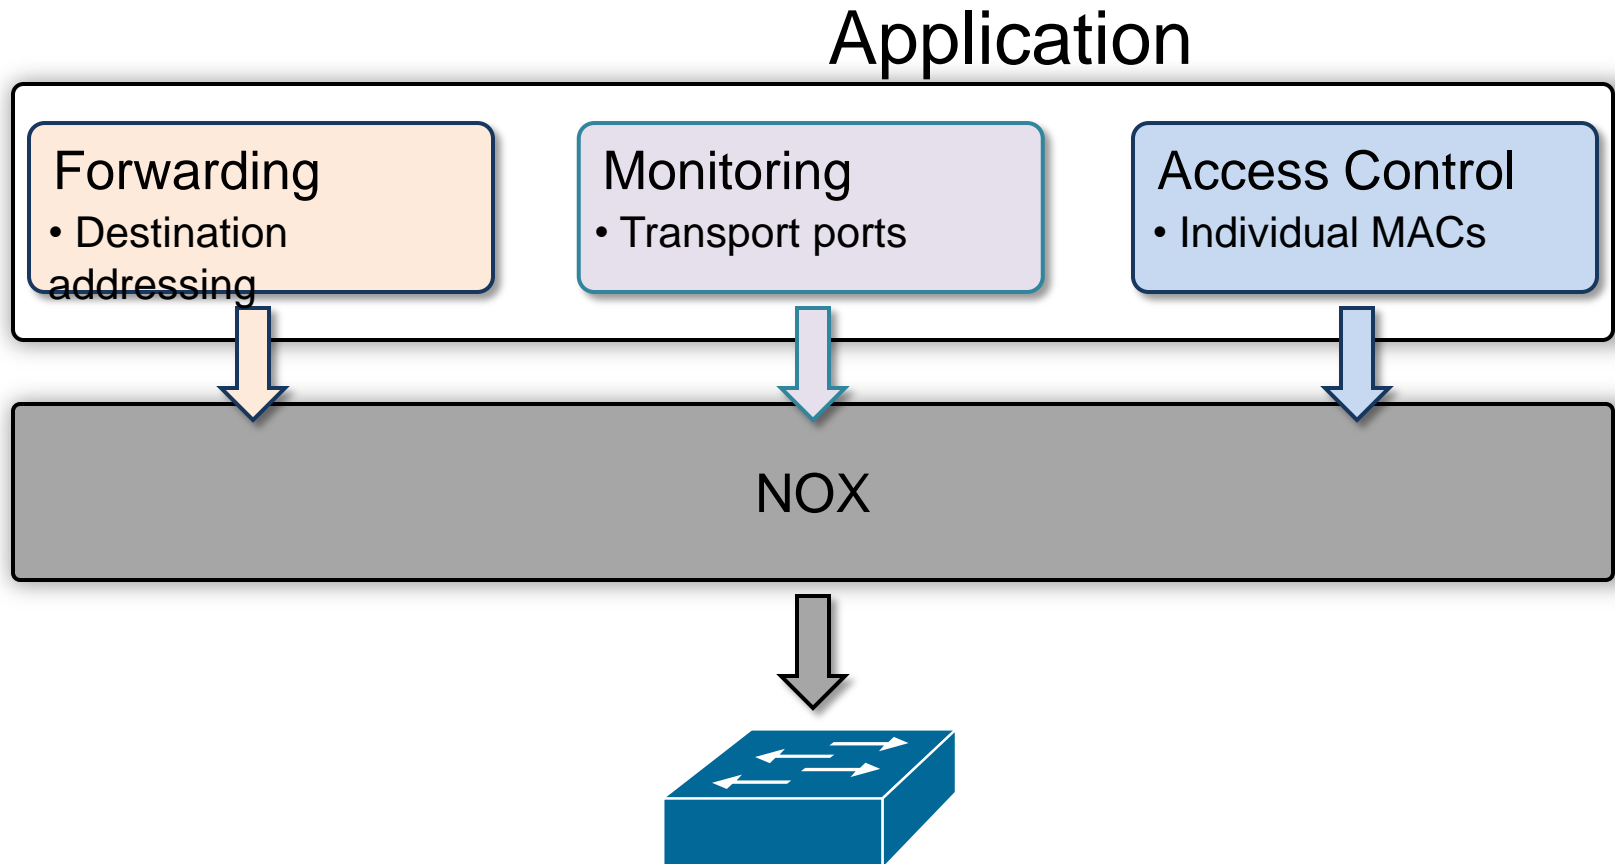 Application
Forwarding
• Destination
addressing
Monitoring
• Transport ports
Access Control
• Individual MACs
NOX